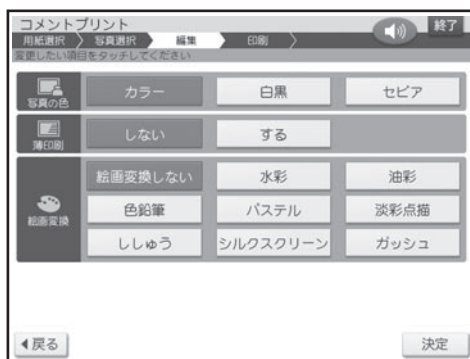 コメントプリント
終了
用紙選択 写真選択 編集 印刷
変更したい項目をタッチしてください
写真の色 カラー 白黒 セピア
薄印刷 しない する
絵画変換 絵画変換しない 水彩 油彩
色鉛筆 パステル 淡彩点描
ししゅう シルクスクリーン ガッシュ
戻る 決定